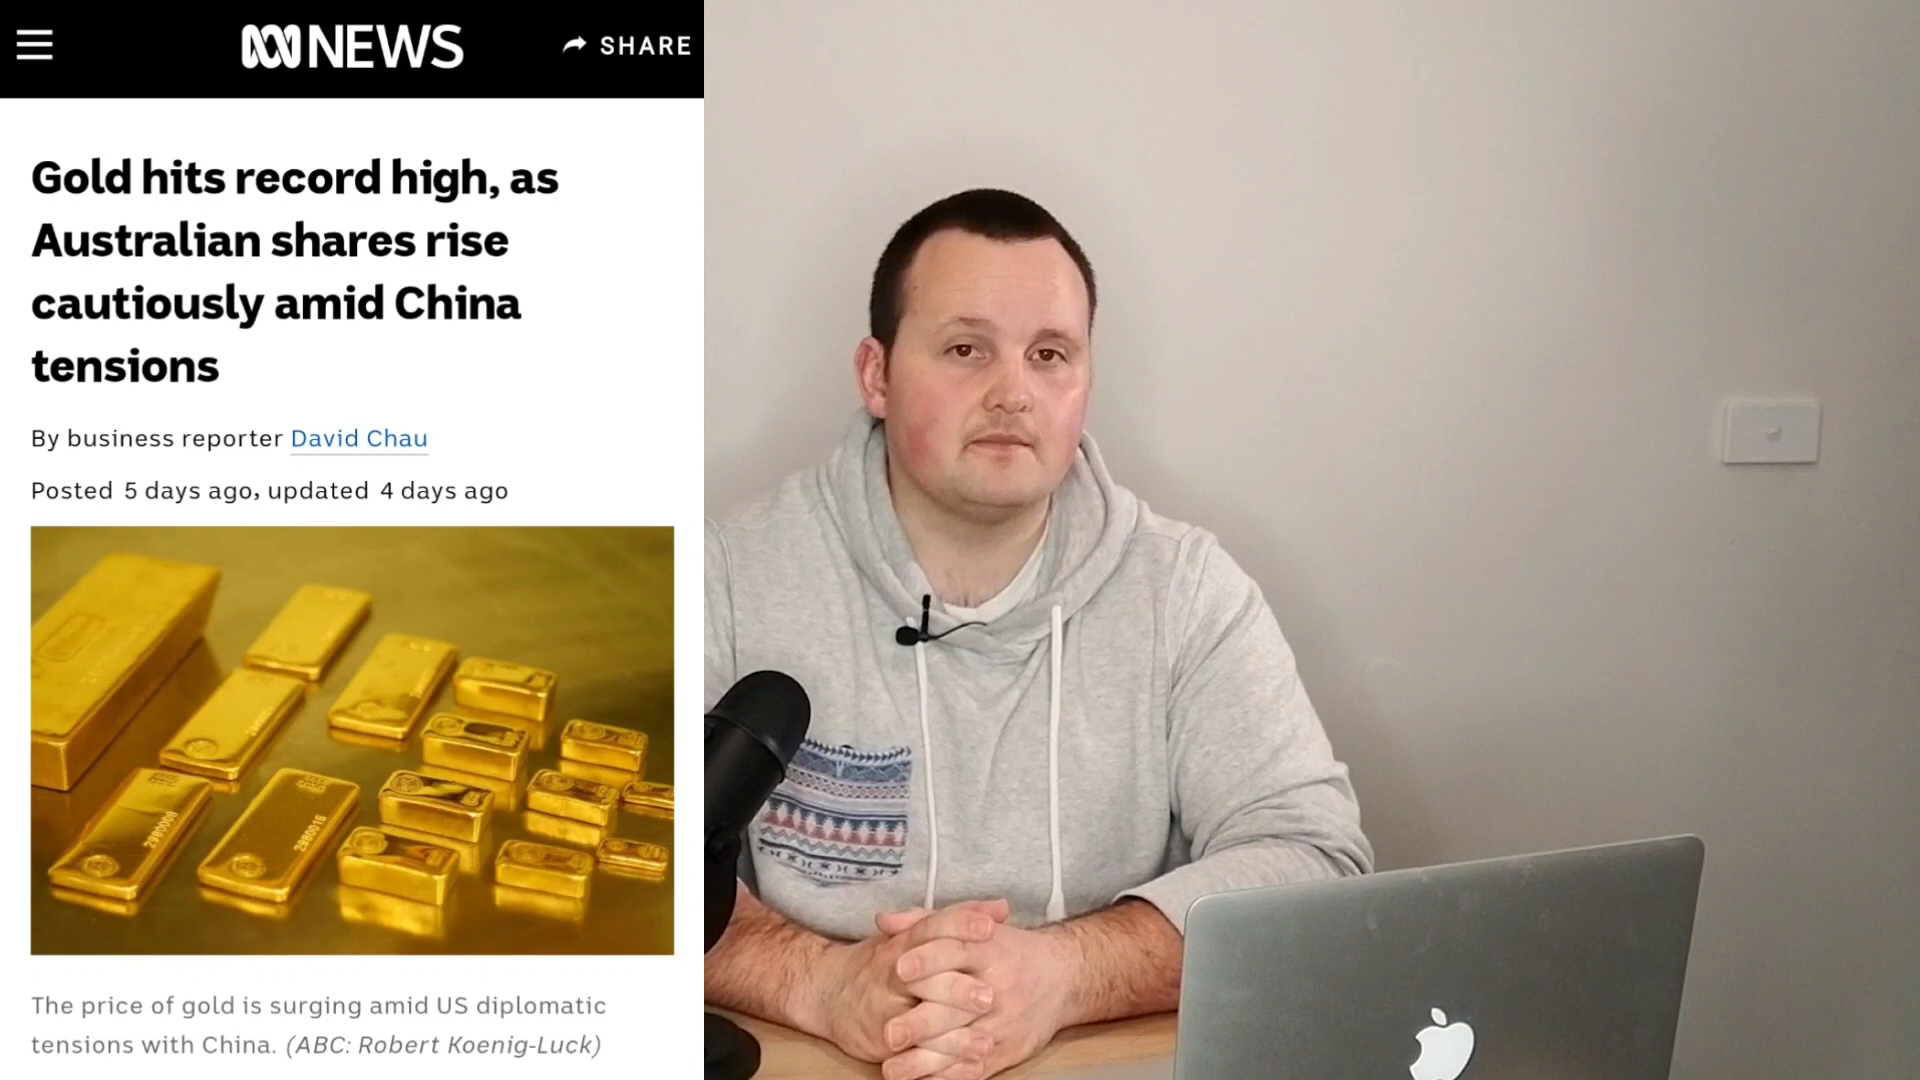 NEWS
SHARE
Gold hits record high, as
Australian shares rise
cautiously amid China
tensions
By business reporter David Chau
Posted 5 days ago, updated 4 days ago
2980009
2980016
The price of gold is surging amid US diplomatic
tensions with China. (ABC: Robert Koenig-Luck)